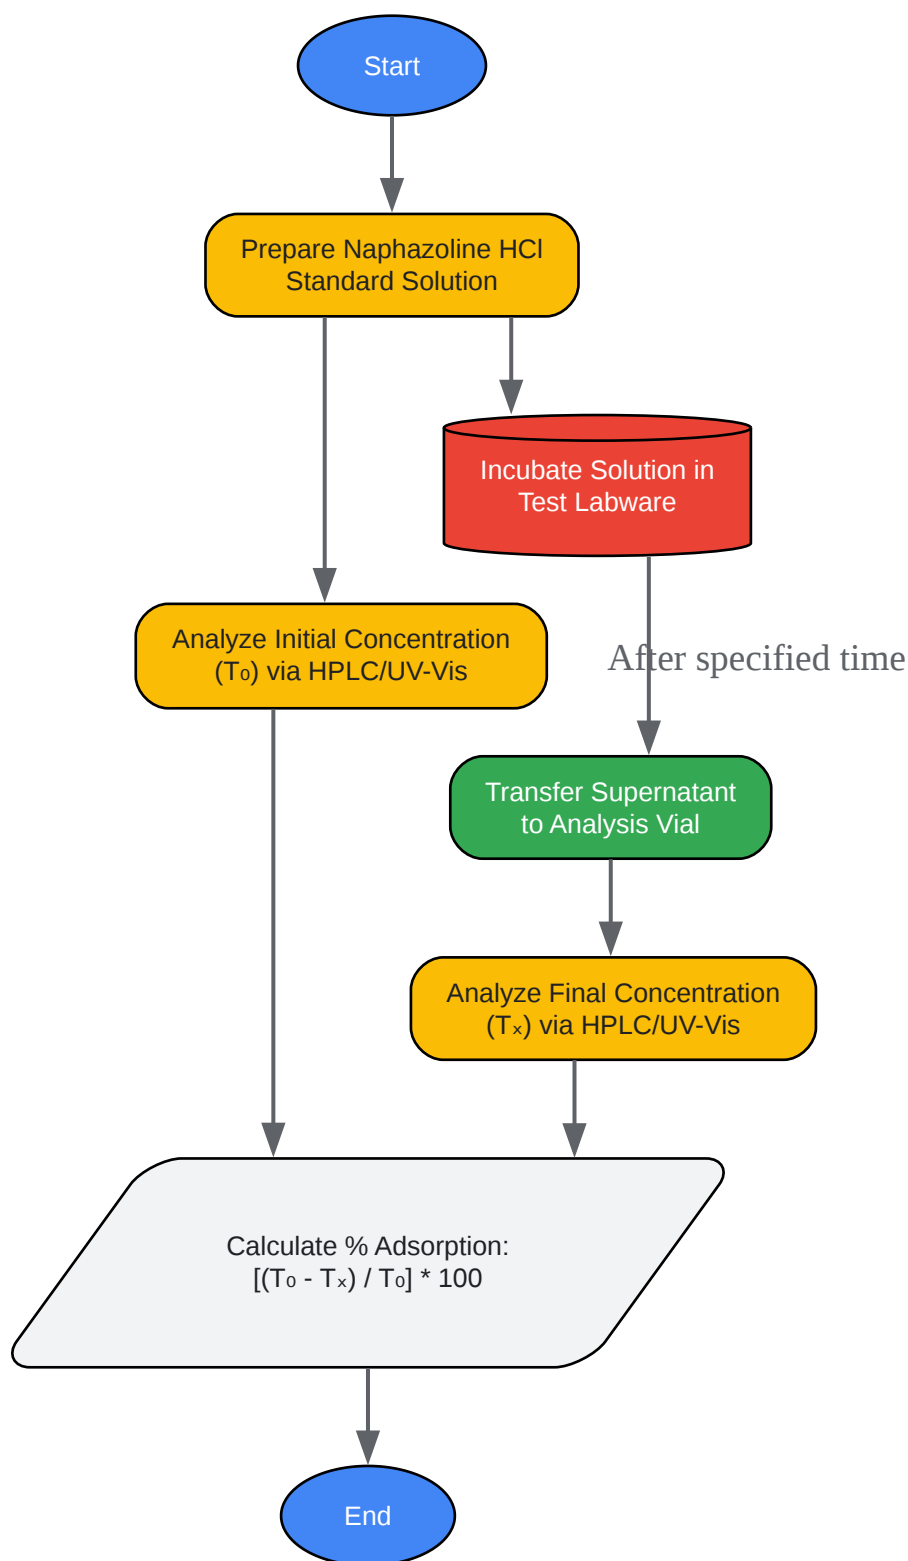 Start
Prepare Naphazoline HCl
Standard Solution
Incubate Solution in
Test Labware
Analyze Initial Concentration
(T₀) via HPLC/UV-Vis
After specified time
Transfer Supernatant
to Analysis Vial
Analyze Final Concentration
(Tₓ) via HPLC/UV-Vis
Calculate % Adsorption:
[(T₀ - Tₓ) / T₀] * 100
End